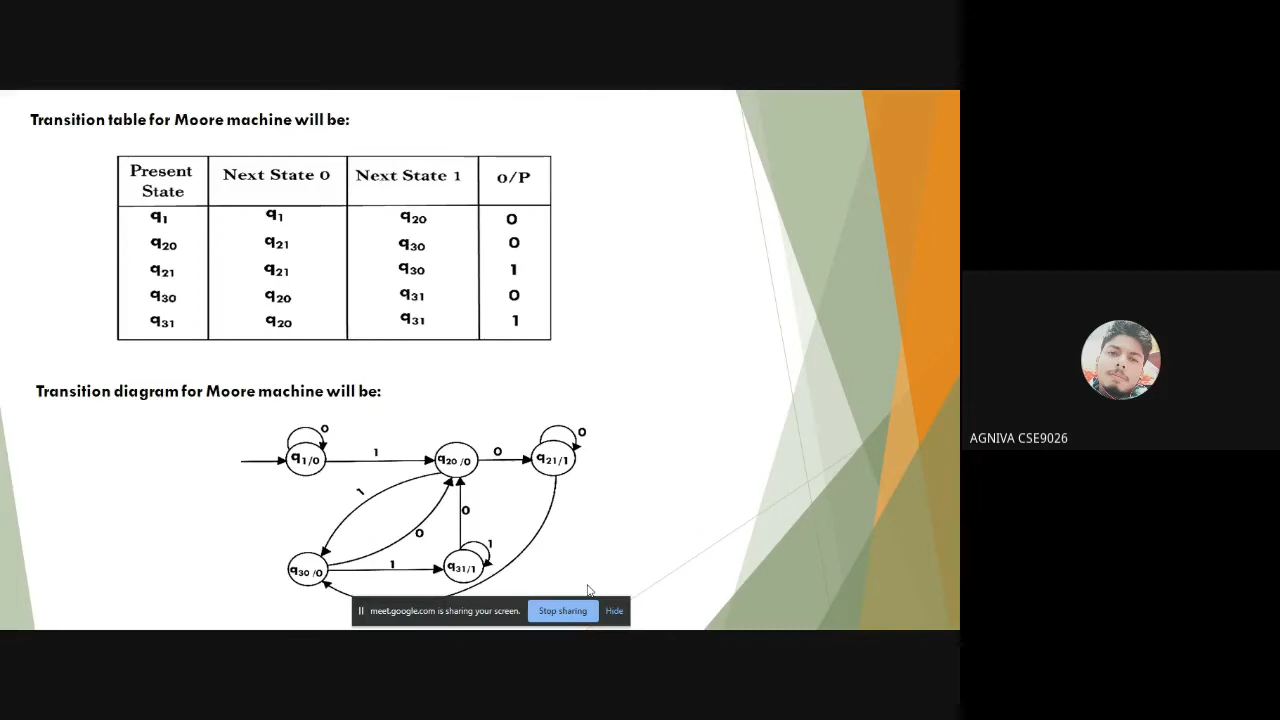 Transition table for Moore machine will be:
Present State Next State 0 Next State 1 0/P
q1 q1 q20 0
q20 q21 q30 0
q21 q21 q30 1
q30 q20 q31 0
q31 q20 q31 1
Transition diagram for Moore machine will be:
0 0
q1/0 1 q20 /0 0 q21/1
1 0
0
1
q30 /0 1 q31/1
meet.google.com is sharing your screen. Stop sharing Hide
AGNIVA CSE9026